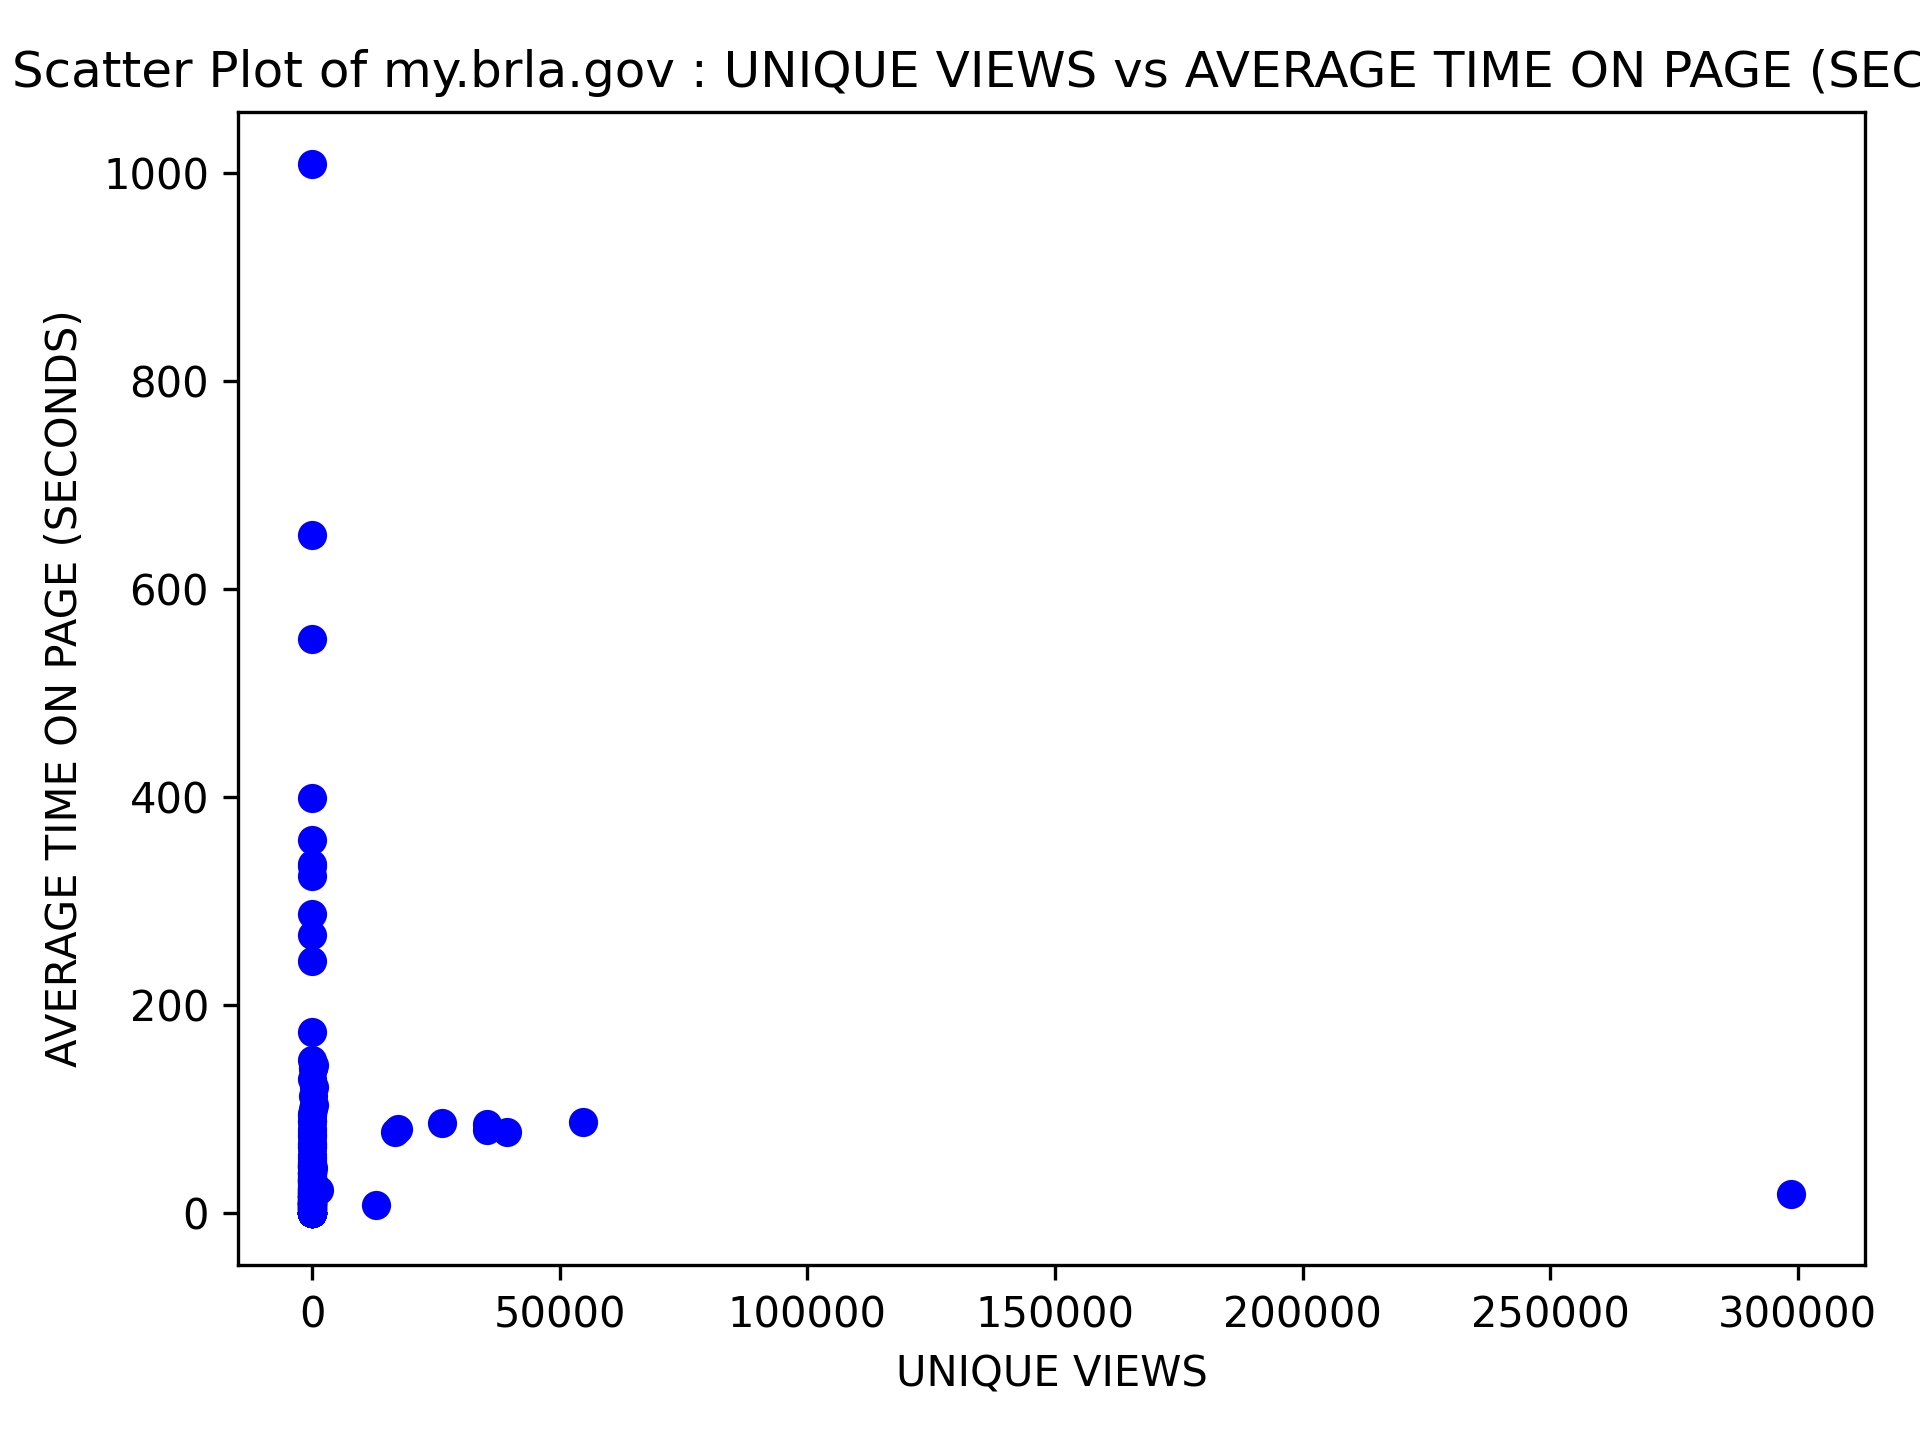 Scatter Plot of my.brla.gov : UNIQUE VIEWS vs AVERAGE TIME ON PAGE (SEC
1000
800
600
400
200
0
AVERAGE TIME ON PAGE (SECONDS)
0 50000 100000 150000 200000 250000 300000
UNIQUE VIEWS